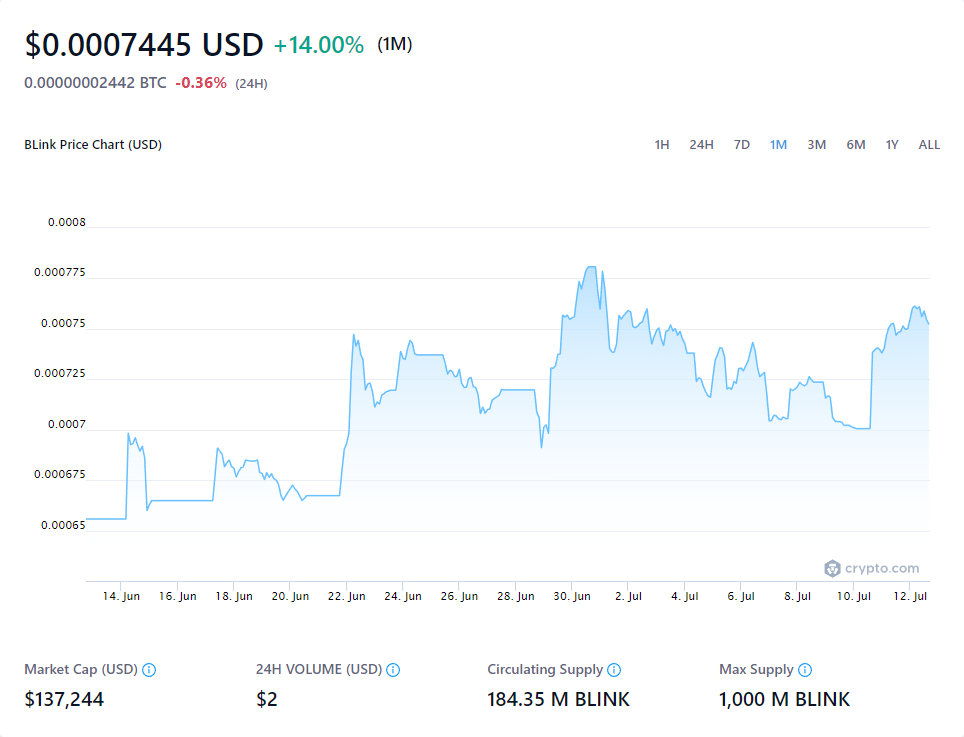 $0.0007445 USD +14.00% (1M)
0.00000002442 BTC -0.36% (24H)
BLink Price Chart (USD)
1H 24H 7D 1M 3M 6M 1Y ALL
0.0008
0.000775
0.00075
0.000725
0.0007
0.000675
0.00065
crypto.com
14. Jun 16. Jun 18. Jun 20. Jun 22. Jun 24. Jun 26. Jun 28. Jun 30. Jun 2. Jul 4. Jul 6. Jul 8. Jul 10. Jul 12. Jul
Market Cap (USD) 24H VOLUME (USD) Circulating Supply Max Supply
$137,244 $2 184.35 M BLINK 1,000 M BLINK